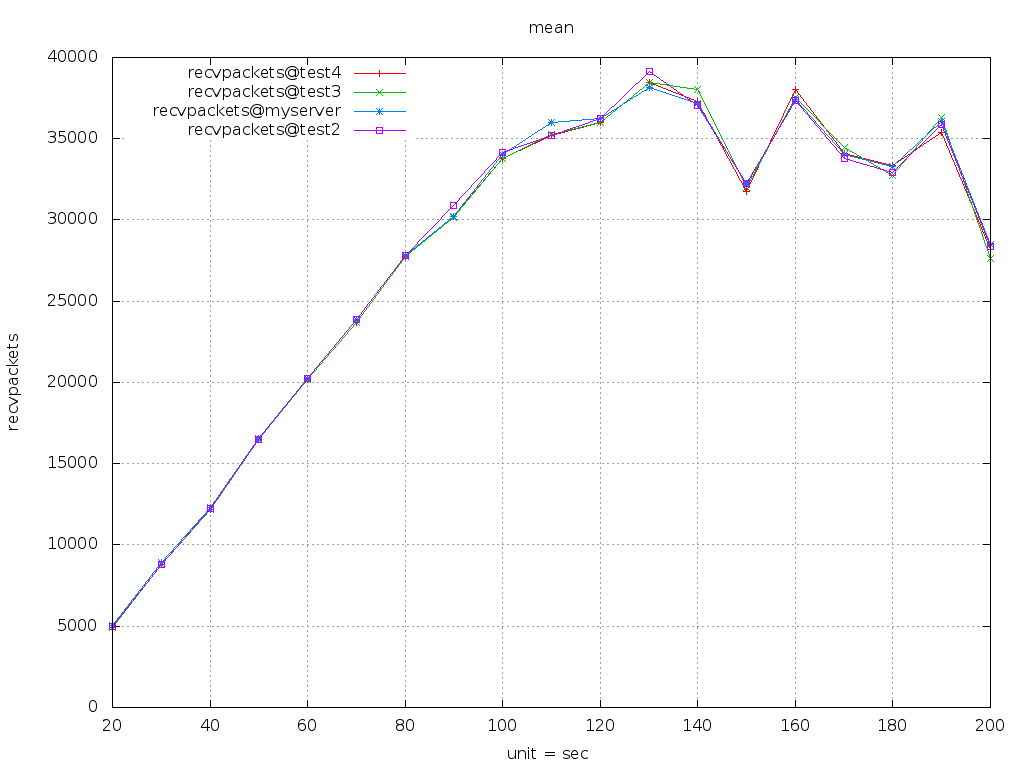 mean
40000
35000
30000
25000
20000
15000
10000
5000
0
recvpackets@test4
recvpackets@test3
recvpackets@myserver
recvpackets@test2
recvpackets
20 40 60 80 100 120 140 160 180 200
unit = sec